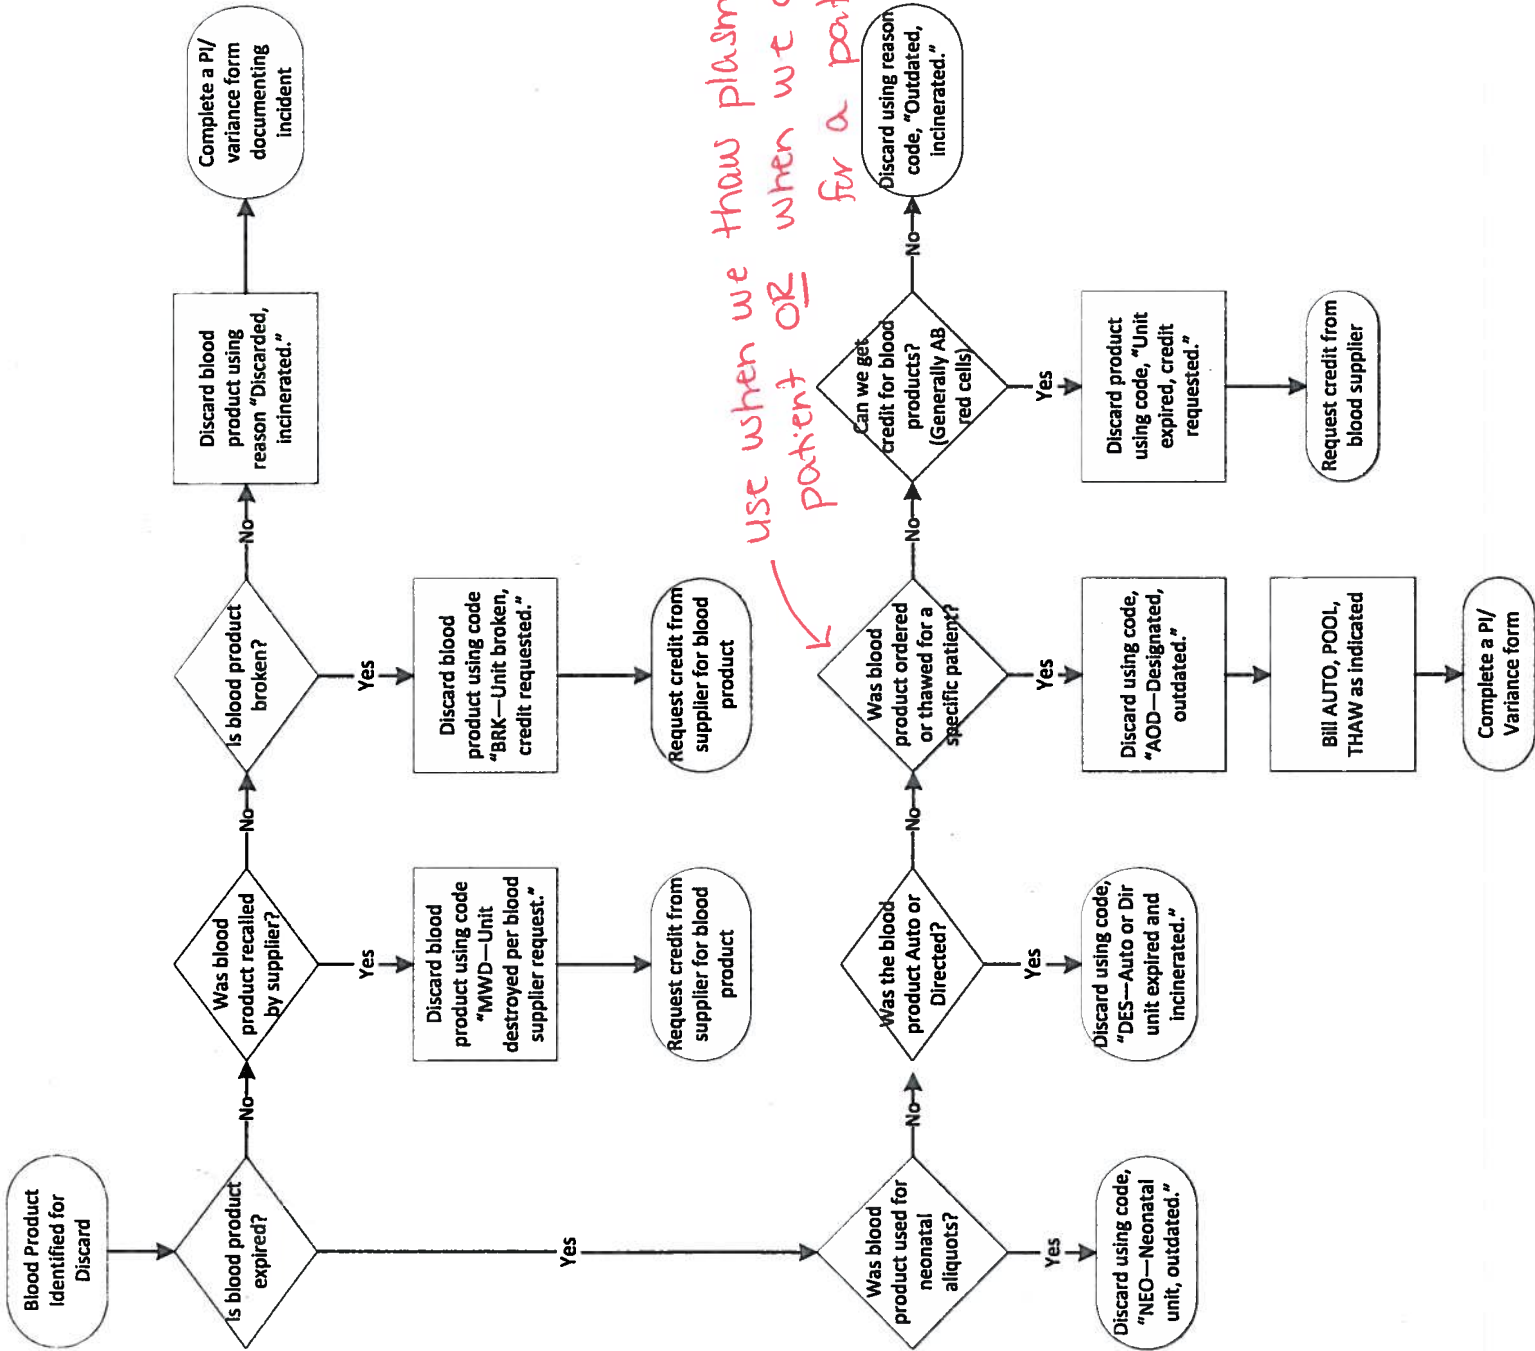 Blood Product
Identified for
Discard
Is blood product
expired?
No
Was blood
product recalled
by supplier?
No
Is blood product
broken?
No
Discard blood
product using
reason “Discarded,
incinerated.”
Complete a PI/
variance form
documenting
incident
Yes
Discard blood
product using code
“MWD—Unit
destroyed per blood
supplier request.”
Request credit from
supplier for blood
product
Yes
Discard blood
product using code
“BRK—Unit broken,
credit requested.”
Request credit from
supplier for blood
product
Yes
Was blood
product used for
neonatal
aliquots?
No
Was the blood
product Auto or
Directed?
No
Was blood
product ordered
or thawed for a
specific patient?
No
Can we get
credit for blood
products?
(Generally AB
red cells)
No
Discard using reason
code, “Outdated,
incinerated.”
Yes
Discard using code,
“NEO—Neonatal
unit, outdated.”
Yes
Discard using code,
“DES—Auto or Dir
unit expired and
incinerated.”
Yes
Discard using code,
“AOD—Designated,
outdated.”
Bill AUTO, POOL,
THAW as indicated
Complete a PI/
Variance form
Yes
Discard product
using code, “Unit
expired, credit
requested.”
Request credit from
blood supplier
use when we thaw
patient OR when we
for a